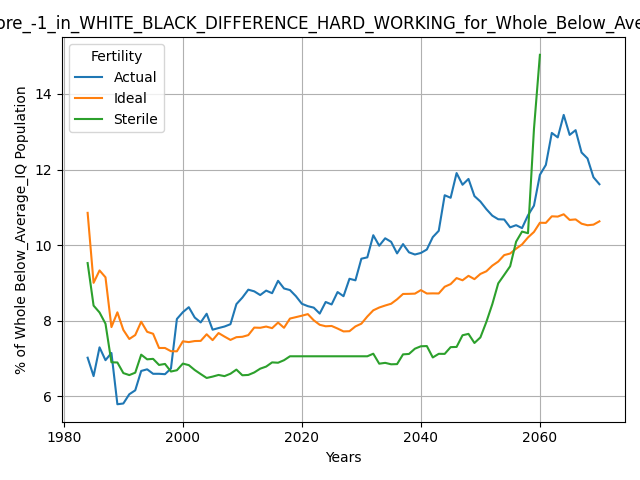 ore_-1_in_WHITE_BLACK_DIFFERENCE_HARD_WORKING_for_Whole_Below_Ave
Fertility
Actual
Ideal
Sterile
% of Whole Below_Average_IQ Population
14
12
10
8
6
1980
2000
2020
2040
2060
Years